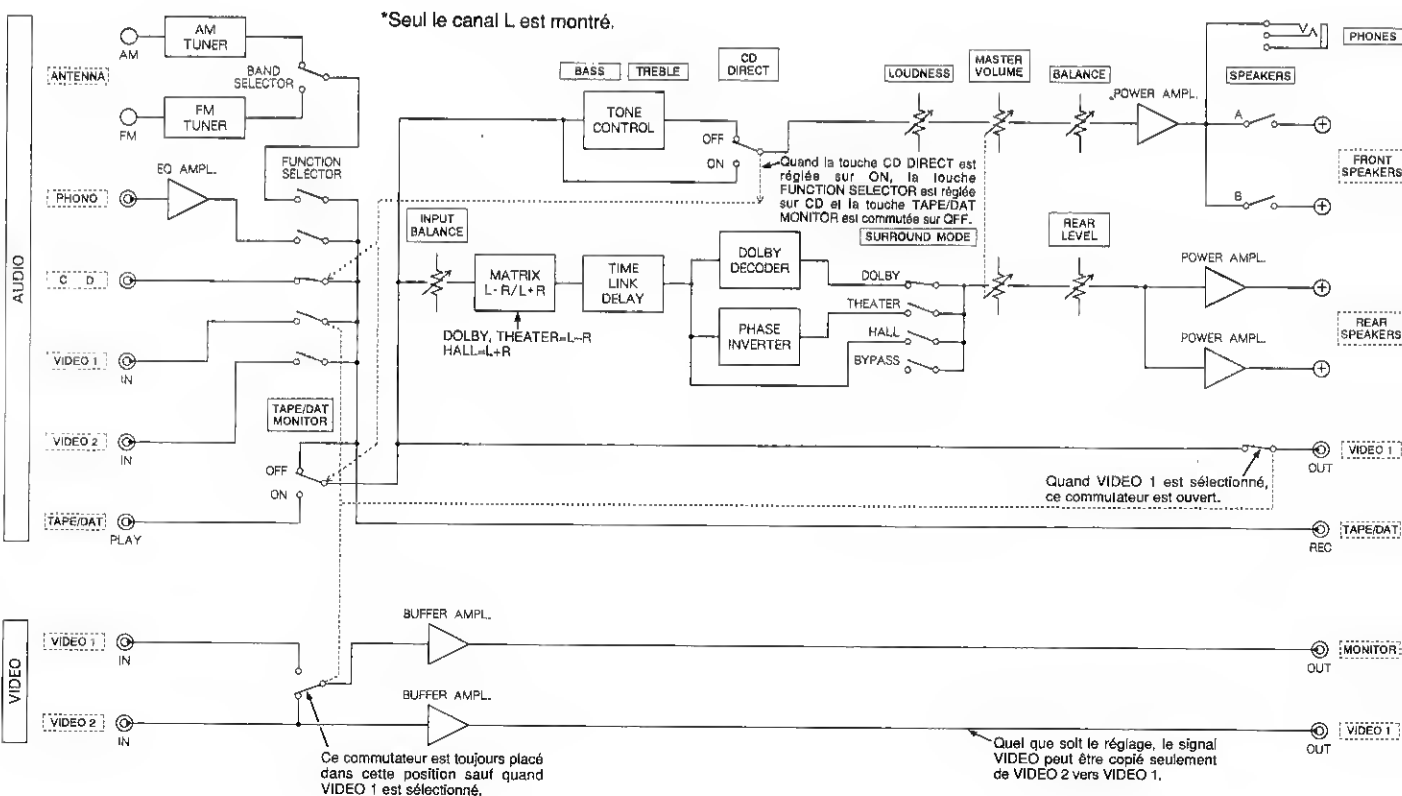 *Seul le canal L est montré.
AUDIO
ANTENNA
AM
AM
TUNER
FM
FM
TUNER
BAND
SELECTOR
PHONO
EQ AMPL.
FUNCTION
SELECTOR
C D
VIDEO 1
IN
VIDEO 2
IN
TAPE/DAT
MONITOR
OFF
ON
TAPE/DAT
PLAY
BASS
TREBLE
TONE
CONTROL
CD
DIRECT
OFF
ON
Quand la touche CD DIRECT est
réglée sur ON, la touche
FUNCTION SELECTOR est réglée
sur CD et la touche TAPE/DAT
MONITOR est commutée sur OFF.
LOUDNESS
MASTER
VOLUME
BALANCE
POWER AMPL.
PHONES
SPEAKERS
A
B
FRONT
SPEAKERS
INPUT
BALANCE
MATRIX
L-R/L+R
DOLBY, THEATER=L-R
HALL=L+R
TIME
LINK
DELAY
DOLBY
DECODER
PHASE
INVERTER
SURROUND MODE
DOLBY
THEATER
HALL
BYPASS
REAR
LEVEL
POWER AMPL.
POWER AMPL.
REAR
SPEAKERS
VIDEO 1
OUT
Quand VIDEO 1 est sélectionné,
ce commutateur est ouvert.
TAPE/DAT
REC
VIDEO
VIDEO 1
IN
BUFFER AMPL.
MONITOR
OUT
VIDEO 2
IN
BUFFER AMPL.
VIDEO 1
OUT
Ce commutateur est toujours placé
dans cette position sauf quand
VIDEO 1 est sélectionné.
Quel que soit le réglage, le signal
VIDEO peut être copié seulement
de VIDEO 2 vers VIDEO 1.